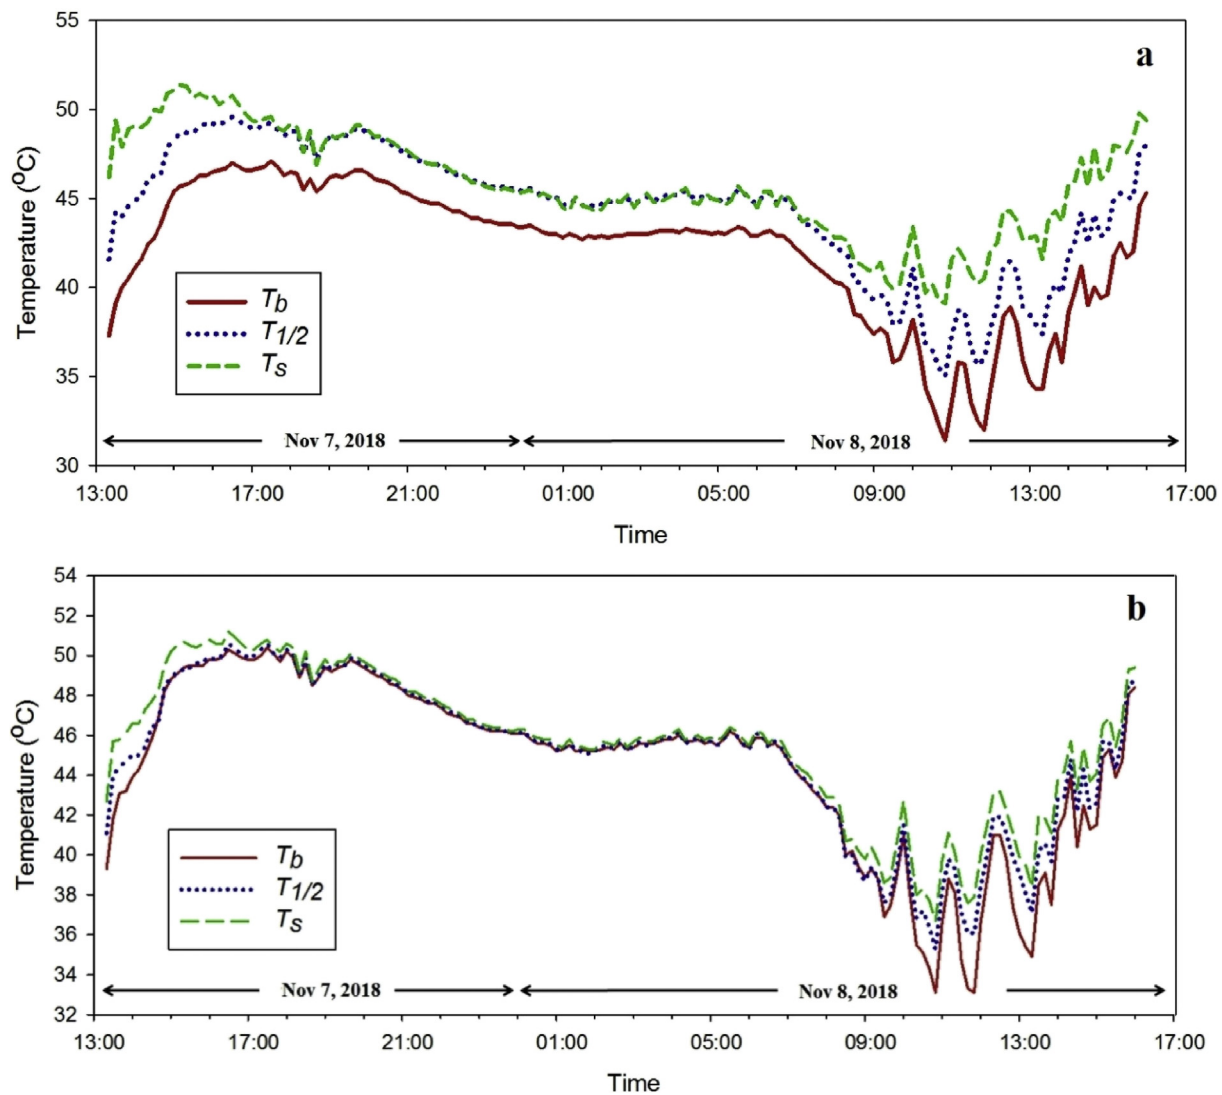 55
a
50
45
Temperature (°C)
40
Tb
T1/2
Ts
35
Nov 7, 2018
Nov 8, 2018
30
13:00 17:00 21:00 01:00 05:00 09:00 13:00 17:00
Time
54
b
52
50
48
46
44
Temperature (°C)
42
40
Tb
T1/2
Ts
38
36
34
Nov 7, 2018
Nov 8, 2018
32
13:00 17:00 21:00 01:00 05:00 09:00 13:00 17:00
Time